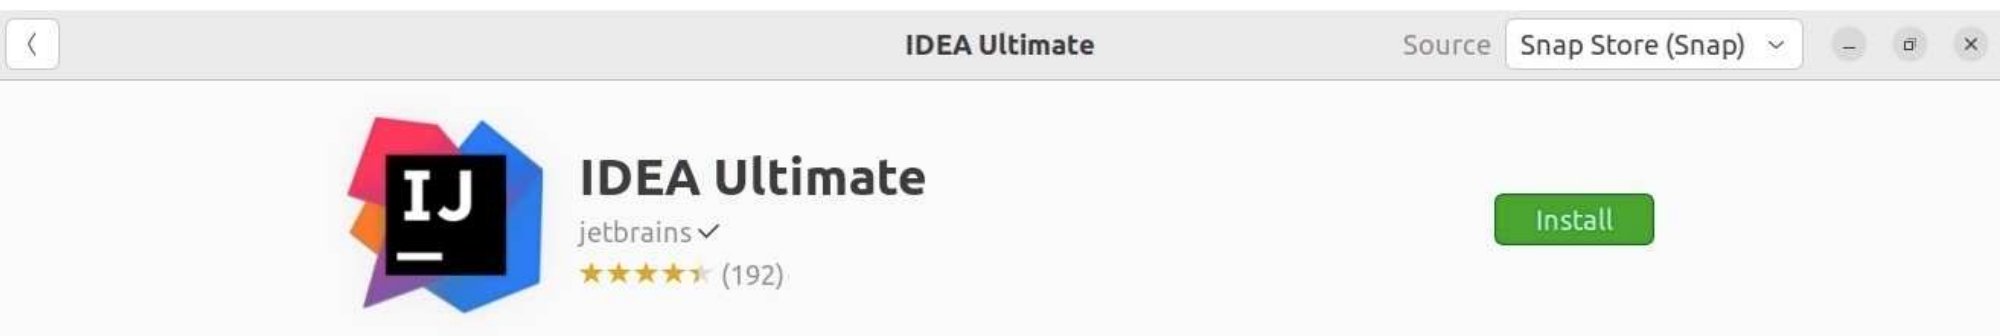 IDEA Ultimate
Source Snap Store (Snap)
IJ
IDEA Ultimate
jetbrains
(192)
Install